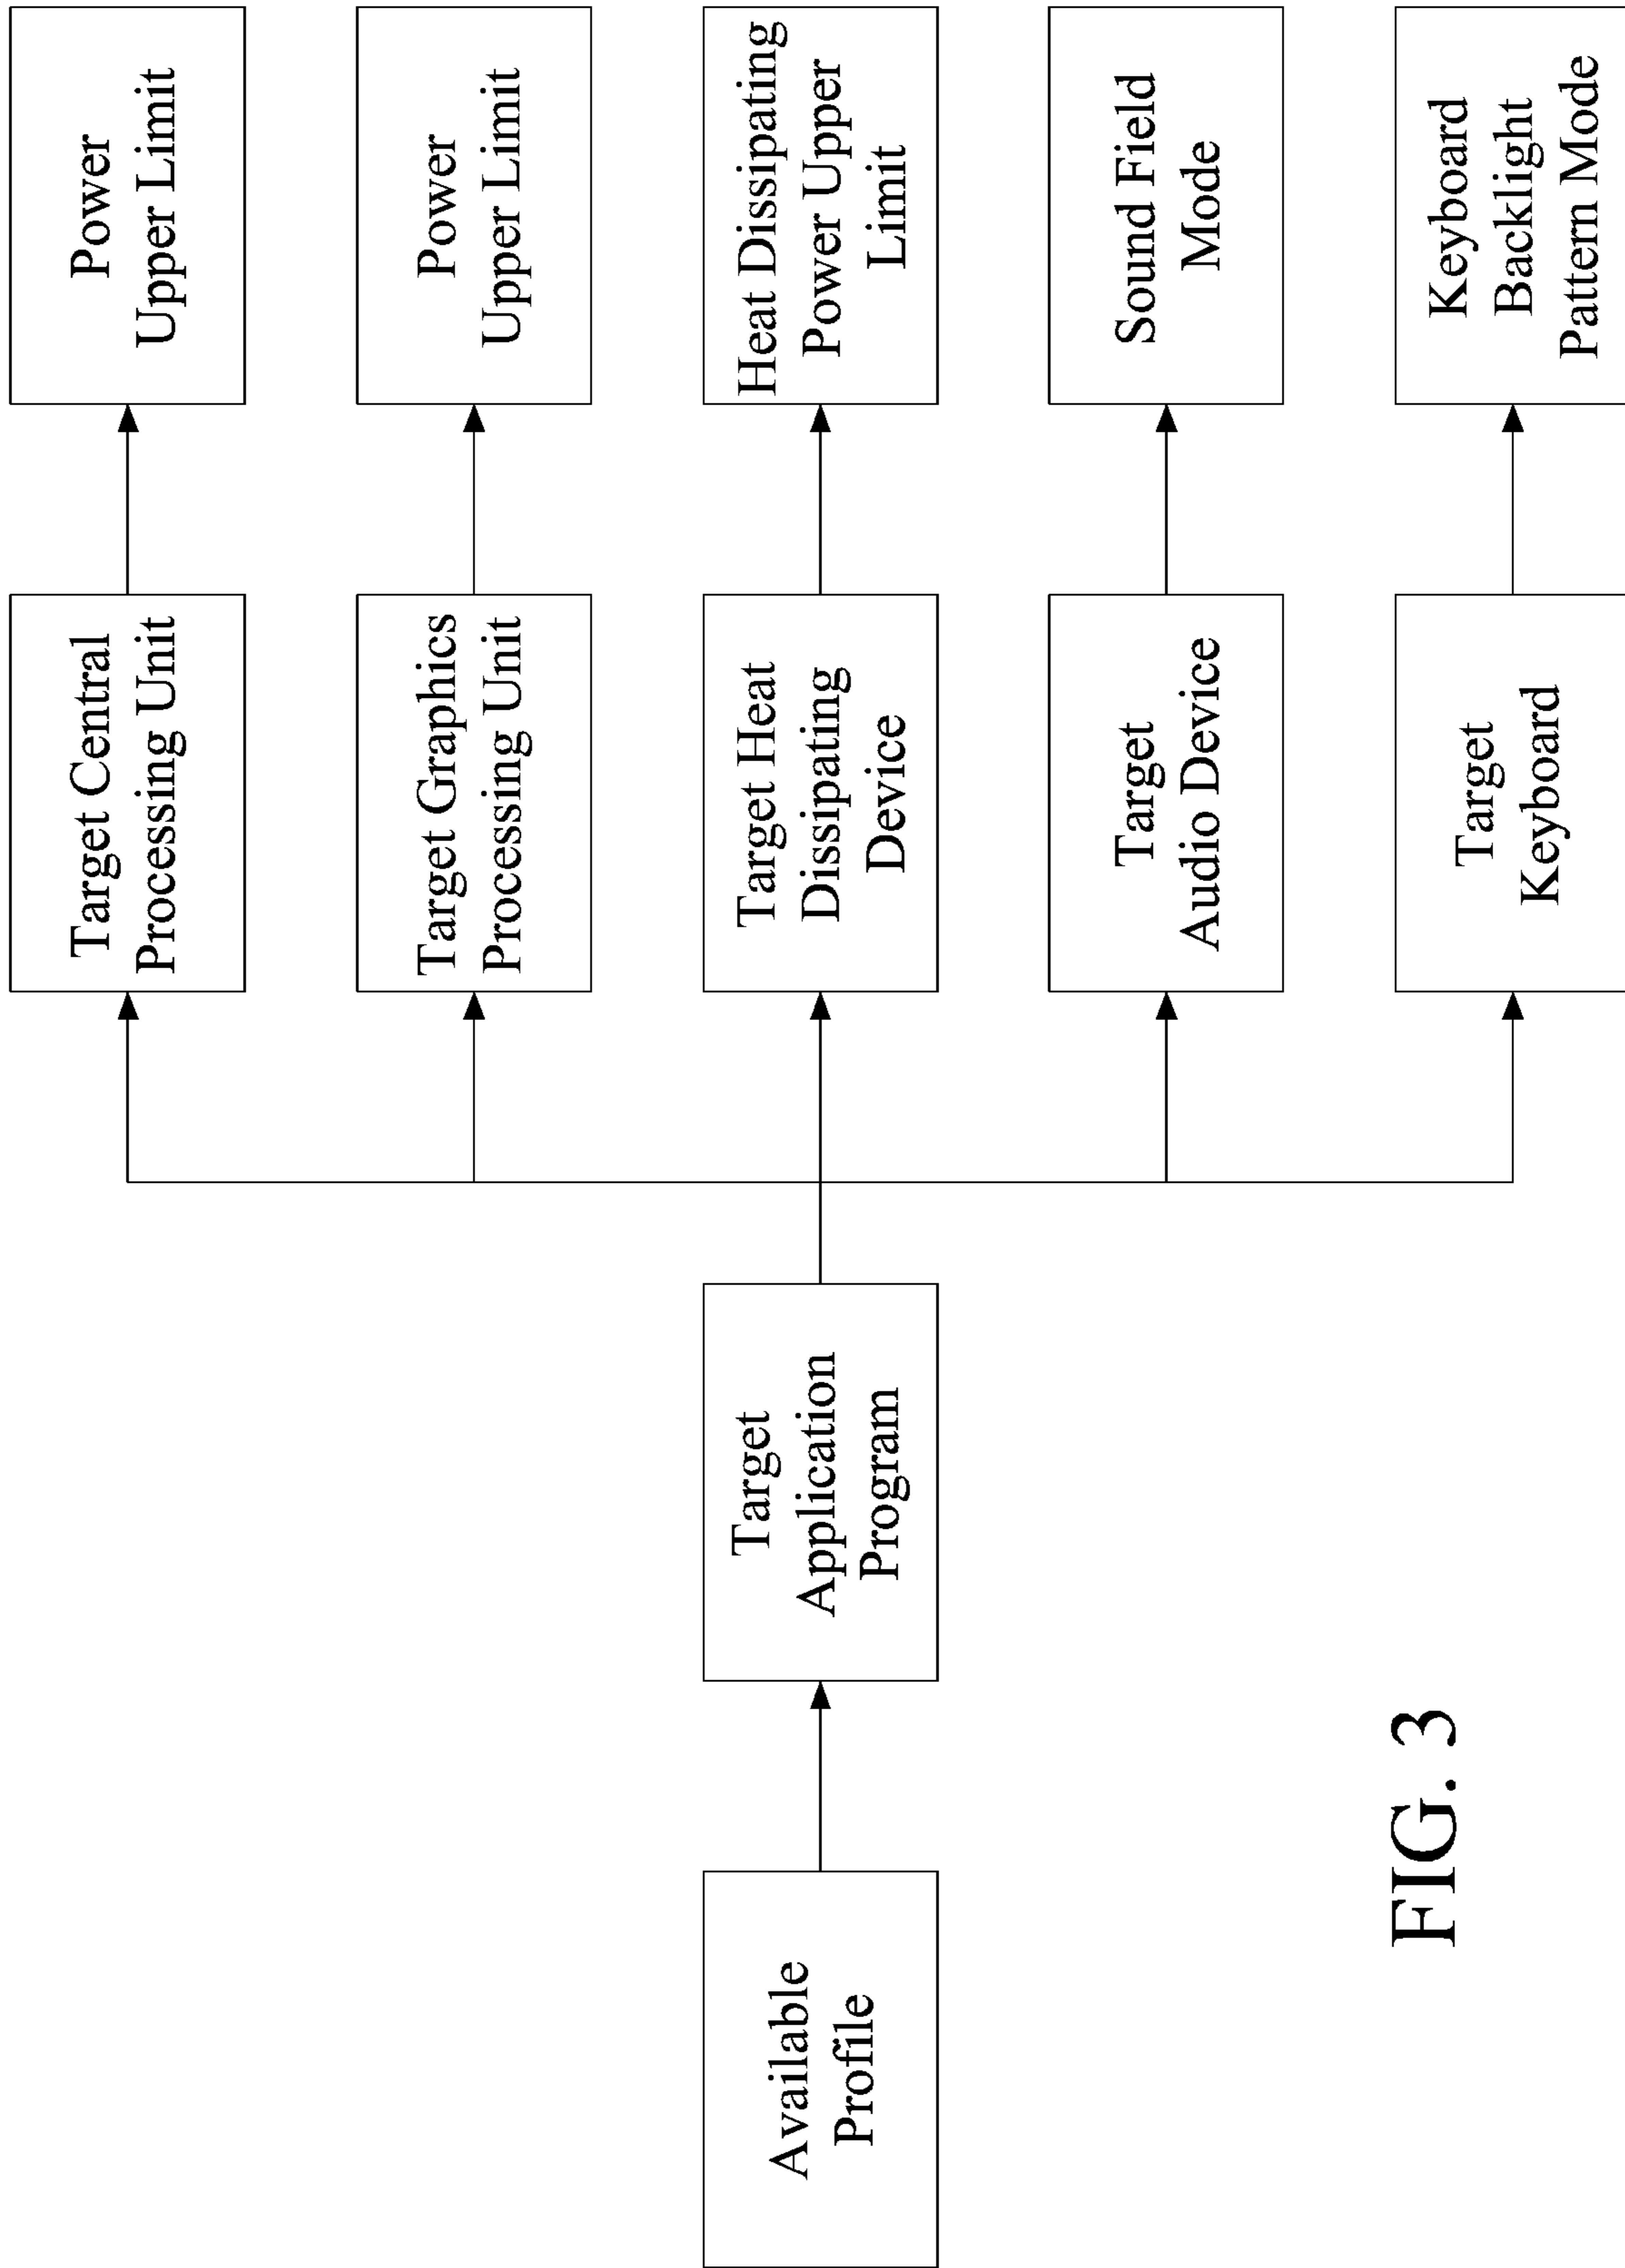 Available
Profile
Target
Application
Program
Target Central
Processing Unit
Power
Upper Limit
Target Graphics
Processing Unit
Power
Upper Limit
Target Heat
Dissipating
Device
Heat Dissipating
Power Upper
Limit
Target
Audio Device
Sound Field
Mode
Target
Keyboard
Keyboard
Backlight
Pattern Mode
FIG. 3